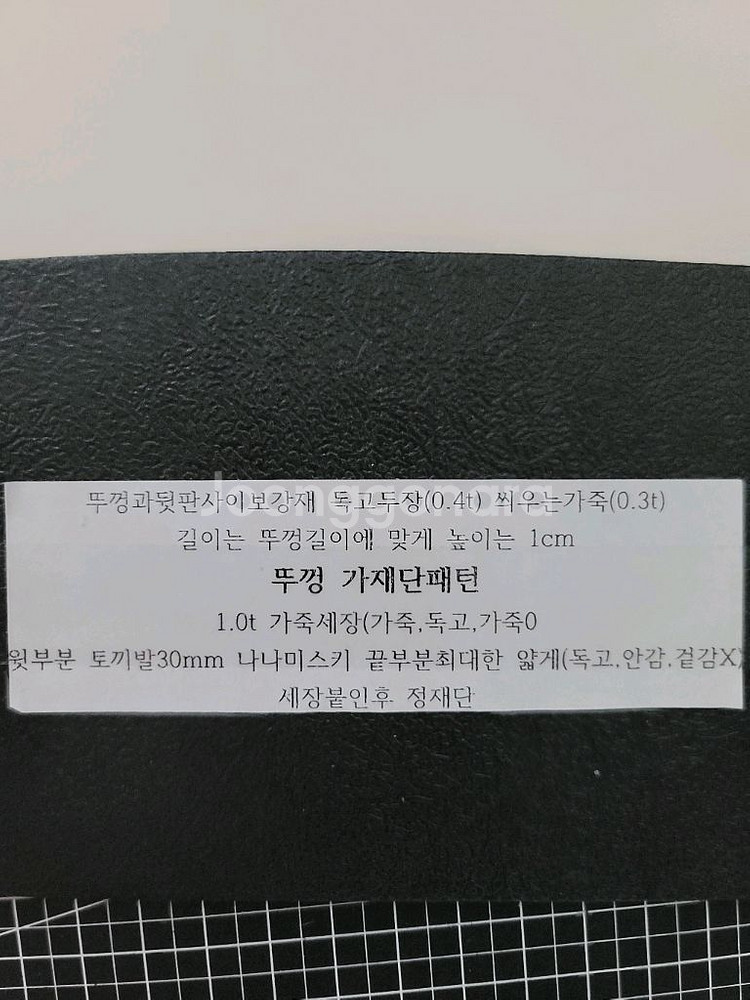 뚜껑과뒷판사이보강재 독고두장(0.4t) 씌우는가죽(0.3t)
길이는 뚜껑길이에 맞게 높이는 1cm
뚜껑 가재단패턴
1.0t 가죽세장(가죽,독고,가죽0
윗부분 토끼발30mm 나나미스키 끝부분최대한 얇게(독고,안감,겉감X)
세장붙인후 정재단
Joonggonara